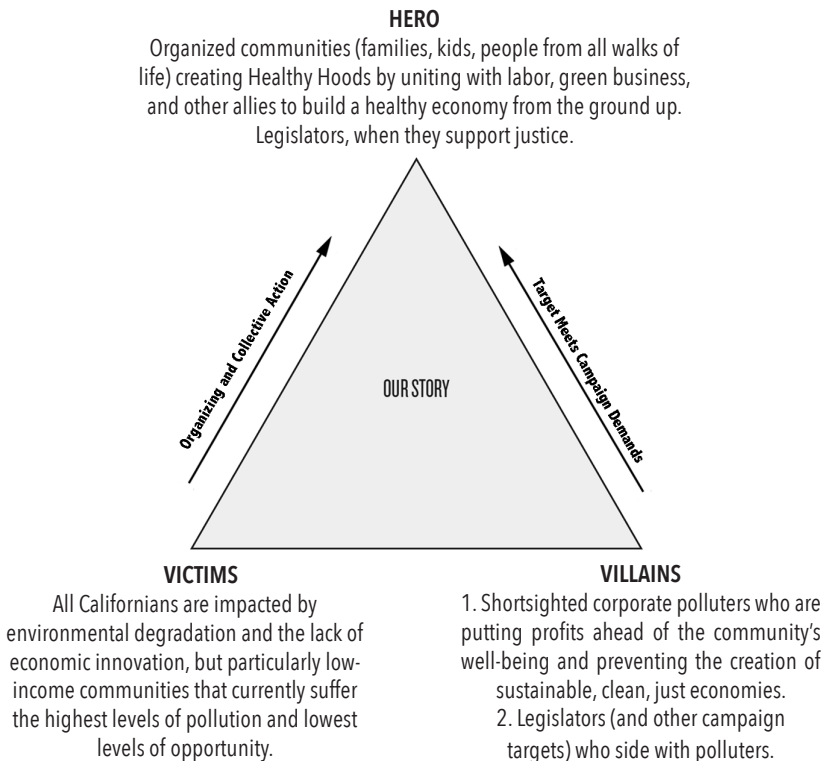 HERO
Organized communities (families, kids, people from all walks of
life) creating Healthy Hoods by uniting with labor, green business,
and other allies to build a healthy economy from the ground up.
Legislators, when they support justice.
Organizing and Collective Action
Target Meets Campaign Demands
OUR STORY
VICTIMS
All Californians are impacted by
environmental degradation and the lack of
economic innovation, but particularly low-
income communities that currently suffer
the highest levels of pollution and lowest
levels of opportunity.
VILLAINS
1. Shortsighted corporate polluters who are
putting profits ahead of the community's
well-being and preventing the creation of
sustainable, clean, just economies.
2. Legislators (and other campaign
targets) who side with polluters.